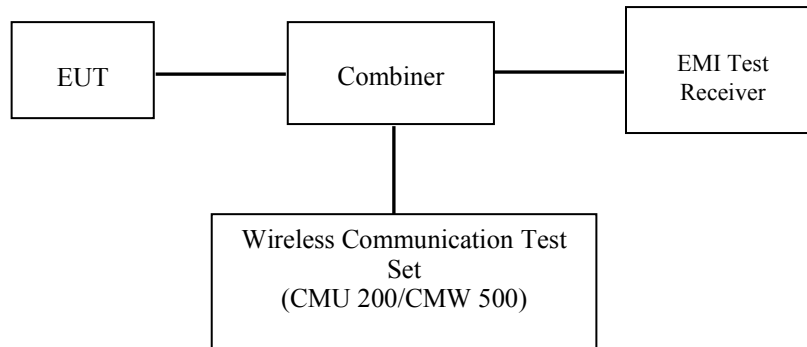 EUT
Combiner
EMI Test
Receiver
Wireless Communication Test
Set
(CMU 200/CMW 500)